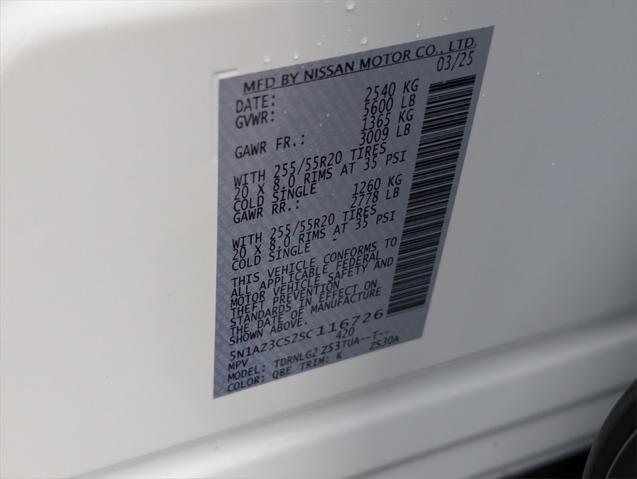 MFD BY NISSAN MOTOR CO., LTD.
DATE: 03/25
GVWR: 2540 KG
5600 LB
GAWR FR.: 1365 KG
3009 LB
WITH 255/55R20 TIRES
20 X 8.0 RIMS AT 35 PSI
COLD SINGLE
GAWR RR.: 1260 KG
2778 LB
WITH 255/55R20 TIRES
20 X 8.0 RIMS AT 35 PSI
COLD SINGLE -
THIS VEHICLE CONFORMS TO
ALL APPLICABLE FEDERAL
MOTOR VEHICLE SAFETY AND
THEFT PREVENTION
STANDARDS IN EFFECT ON
THE DATE OF MANUFACTURE
SHOWN ABOVE.
5N1AZ3CS2SC116726
MPV 420
MODEL: TDRNLG2 Z53TUA--T--
COLOR: QBE TRIM: K ZS30A